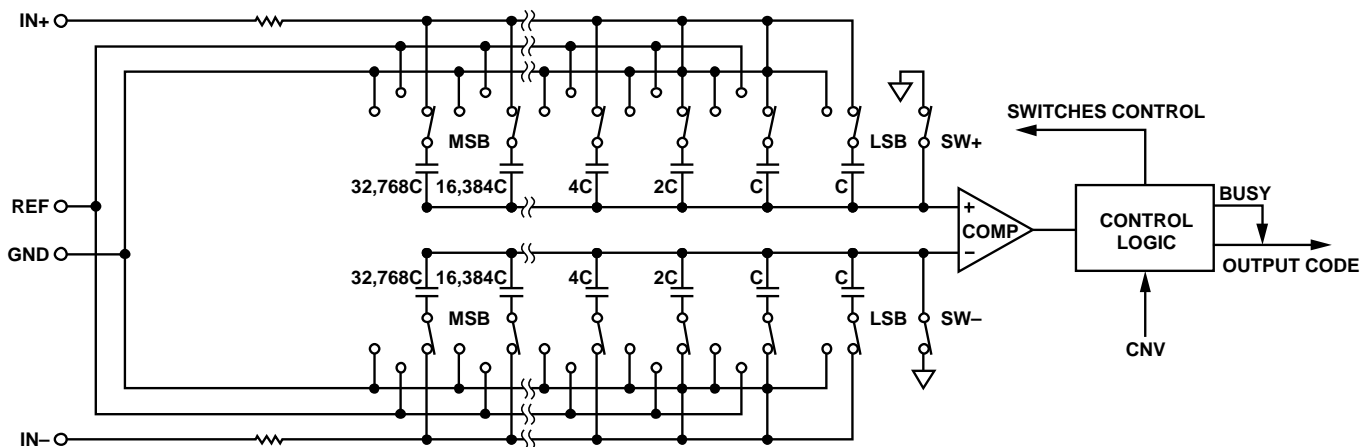 IN+
SWITCHES CONTROL
MSB
LSB
SW+
32,768C
16,384C
4C
2C
C
C
BUSY
REF
+
COMP
−
CONTROL
LOGIC
GND
OUTPUT CODE
32,768C
16,384C
4C
2C
C
C
MSB
LSB
SW−
CNV
IN−